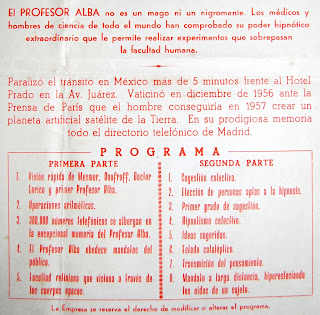 El PROFESOR ALBA no es un mago ni un nigromante. Los médicos y
hombres de ciencia de todo el mundo han comprobado su poder hipnótico
extraordinario que le permite realizar experimentos que sobrepasan
la facultad humana.
Paralizó el tránsito en México más de 5 minutos frente al Hotel
Prado en la Av. Juárez. Vaticinó en diciembre de 1956 ante la
Prensa de París que el hombre conseguiría en 1957 crear un
planeta artificial satélite de la Tierra. En su prodigiosa memoria
todo el directorio telefónico de Madrid.
PROGRAMA
PRIMERA PARTE
1. Visión rápida de Mesmer, Onofroff, Doctor
Enrico y primer Profesor Alba.
2. Operaciones aritméticas.
3. 300.000 números telefónicos se albergan en
la excepcional memoria del Profesor Alba.
4. El Profesor Alba obedece mandatos del
público.
5. Facultad retiniana que visiona a través de
los cuerpos opacos.
SEGUNDA PARTE
1. Sugestión colectiva.
2. Elección de personas aptas a la hipnosis.
3. Primer grado de sugestión.
4. Hipnotismo colectivo.
5. Ideas sugeridas.
6. Estado cataléptico.
7. Transmisión del pensamiento.
8. Mandato a larga distancia, hiperestesiando
los oídos de un sujeto.
La Empresa se reserva el derecho de modificar o alterar el programa.